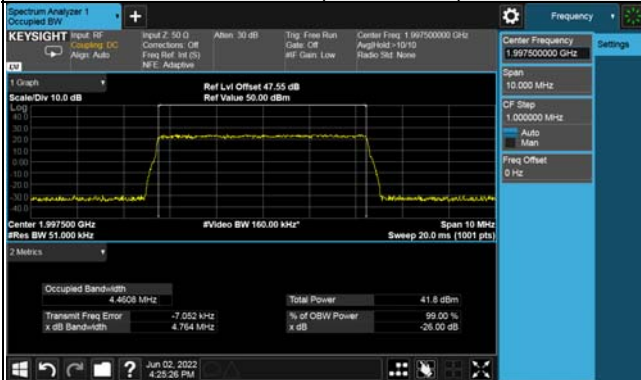 Spectrum Analyzer 1
Occupied BW
+
Frequency
KEYSIGHT Input: RF
Coupling: DC
Align: Auto
Input Z: 50 Ω
Corrections: Off
Freq Ref: Int (S)
NFE: Adaptive
Atten: 30 dB
Trig: Free Run
Gate: Off
#IF Gain: Low
Center Freq: 1.997500000 GHz
Avg|Hold:>10/10
Radio Std: None
LXI
1 Graph
Ref Lvl Offset 47.55 dB
Scale/Div 10.0 dB
Ref Value 50.00 dBm
Log
40.0
30.0
20.0
10.0
0.00
-10.0
-20.0
-30.0
-40.0
Center 1.997500 GHz
#Video BW 160.00 kHz*
Span 10 MHz
#Res BW 51.000 kHz
Sweep 20.0 ms (1001 pts)
2 Metrics
Occupied Bandwidth
4.4608 MHz
Total Power 41.8 dBm
Transmit Freq Error -7.052 kHz
% of OBW Power 99.00 %
x dB Bandwidth 4.764 MHz
x dB -26.00 dB
Center Frequency
1.997500000 GHz
Settings
Span
10.000 MHz
CF Step
1.000000 MHz
Auto
Man
Freq Offset
0 Hz
?
Jun 02, 2022
4:25:26 PM